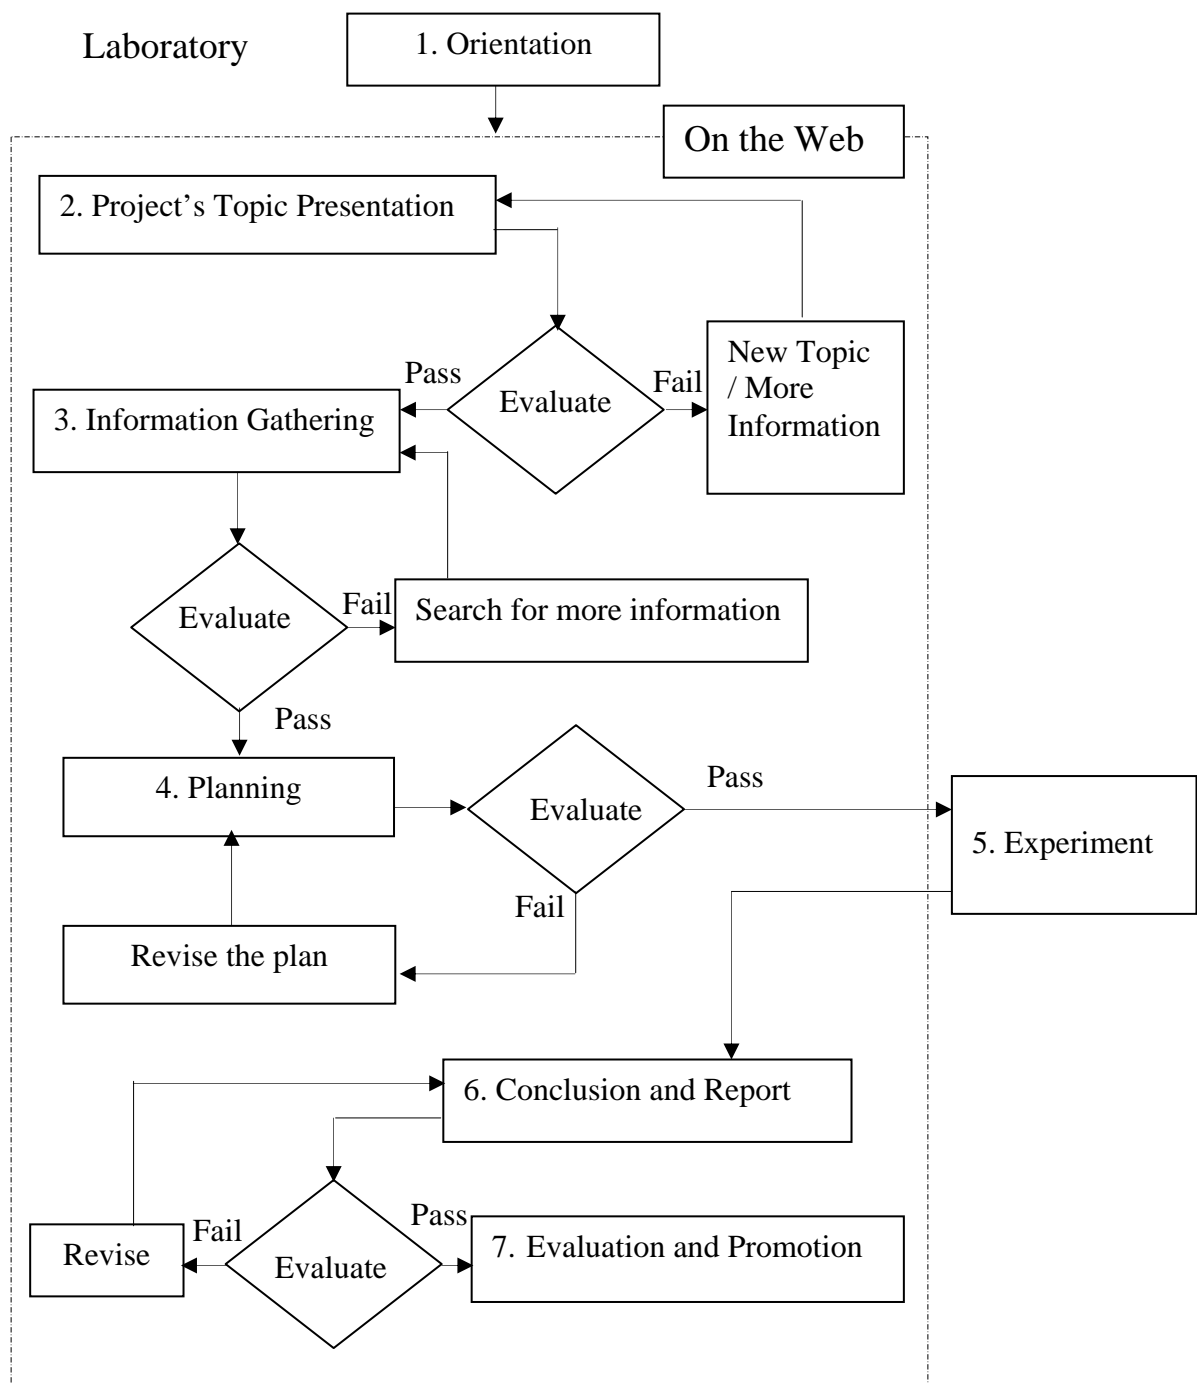 Laboratory
1. Orientation
On the Web
2. Project’s Topic Presentation
New Topic
/ More
Information
Pass
Evaluate
Fail
3. Information Gathering
Evaluate
Fail
Search for more information
Pass
4. Planning
Evaluate
Pass
5. Experiment
Fail
Revise the plan
6. Conclusion and Report
Revise
Fail
Evaluate
Pass
7. Evaluation and Promotion